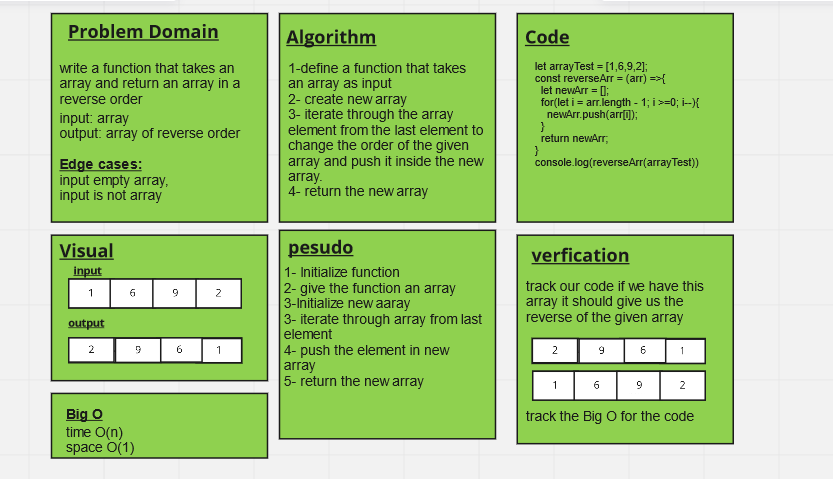 Problem Domain
write a function that takes an
array and return an array in a
reverse order
input: array
output: array of reverse order
Edge cases:
input empty array,
input is not array
Algorithm
1-define a function that takes
an array as input
2- create new array
3- iterate through the array
element from the last element to
change the order of the given
array and push it inside the new
array.
4- return the new array
Code
let arrayTest = [1,6,9,2];
const reverseArr = (arr) =>{
let newArr = [];
for(let i = arr.length - 1; i >=0; i--){
newArr.push(arr[i]);
}
return newArr;
}
console.log(reverseArr(arrayTest))
Visual
input
1 6 9 2
output
2 9 6 1
Big O
time O(n)
space O(1)
pesudo
1- Initialize function
2- give the function an array
3-Initialize new aaray
3- iterate through array from last
element
4- push the element in new
array
5- return the new array
verfication
track our code if we have this
array it should give us the
reverse of the given array
2 9 6 1
1 6 9 2
track the Big O for the code